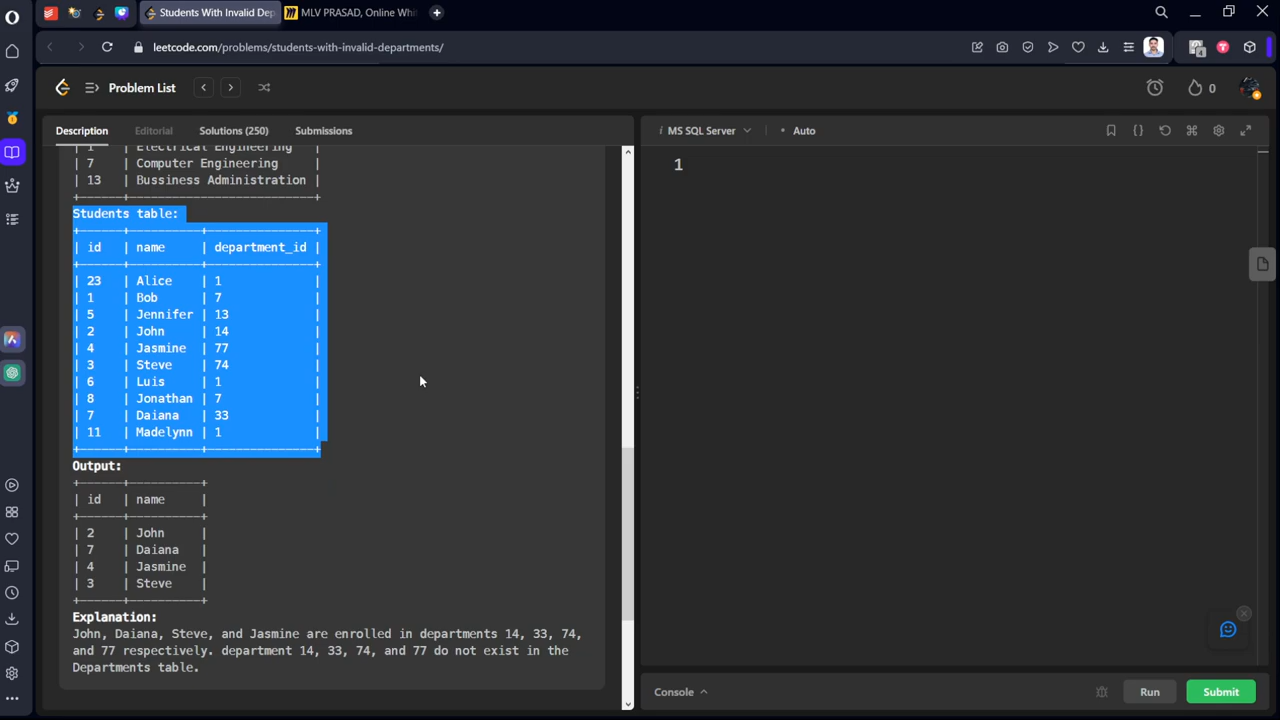 Students With Invalid Dep
MLV PRASAD, Online Whi
leetcode.com/problems/students-with-invalid-departments/
4
Problem List
0
Description
Editorial
Solutions (250)
Submissions
MS SQL Server
Auto
| 1 | Electrical Engineering |
| 7 | Computer Engineering |
| 13 | Bussiness Administration |
+------+--------------------------+
Students table:
+------+----------+---------------+
| id | name | department_id |
+------+----------+---------------+
| 23 | Alice | 1 |
| 1 | Bob | 7 |
| 5 | Jennifer | 13 |
| 2 | John | 14 |
| 4 | Jasmine | 77 |
| 3 | Steve | 74 |
| 6 | Luis | 1 |
| 8 | Jonathan | 7 |
| 7 | Daiana | 33 |
| 11 | Madelynn | 1 |
+------+----------+---------------+
Output:
+------+----------+
| id | name |
+------+----------+
| 2 | John |
| 7 | Daiana |
| 4 | Jasmine |
| 3 | Steve |
+------+----------+
Explanation:
John, Daiana, Steve, and Jasmine are enrolled in departments 14, 33, 74,
and 77 respectively. department 14, 33, 74, and 77 do not exist in the
Departments table.
1
Console
Run
Submit